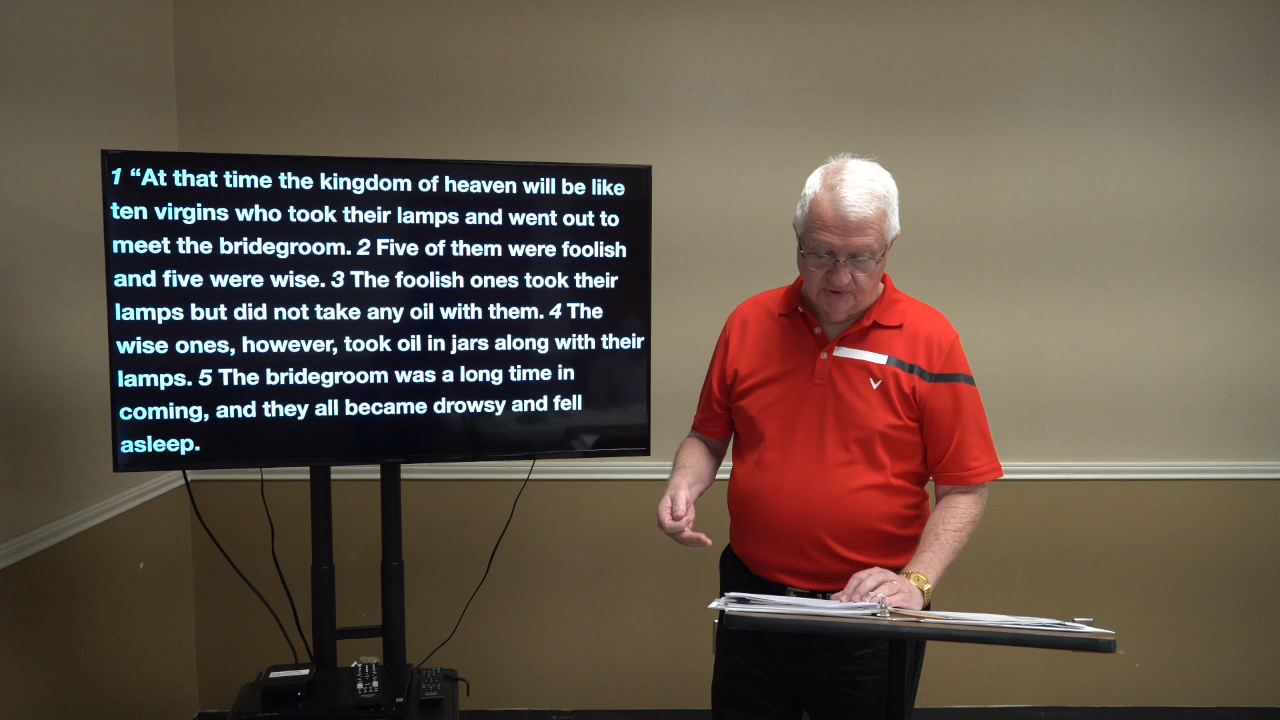 1 “At that time the kingdom of heaven will be like
ten virgins who took their lamps and went out to
meet the bridegroom. 2 Five of them were foolish
and five were wise. 3 The foolish ones took their
lamps but did not take any oil with them. 4 The
wise ones, however, took oil in jars along with their
lamps. 5 The bridegroom was a long time in
coming, and they all became drowsy and fell
asleep.